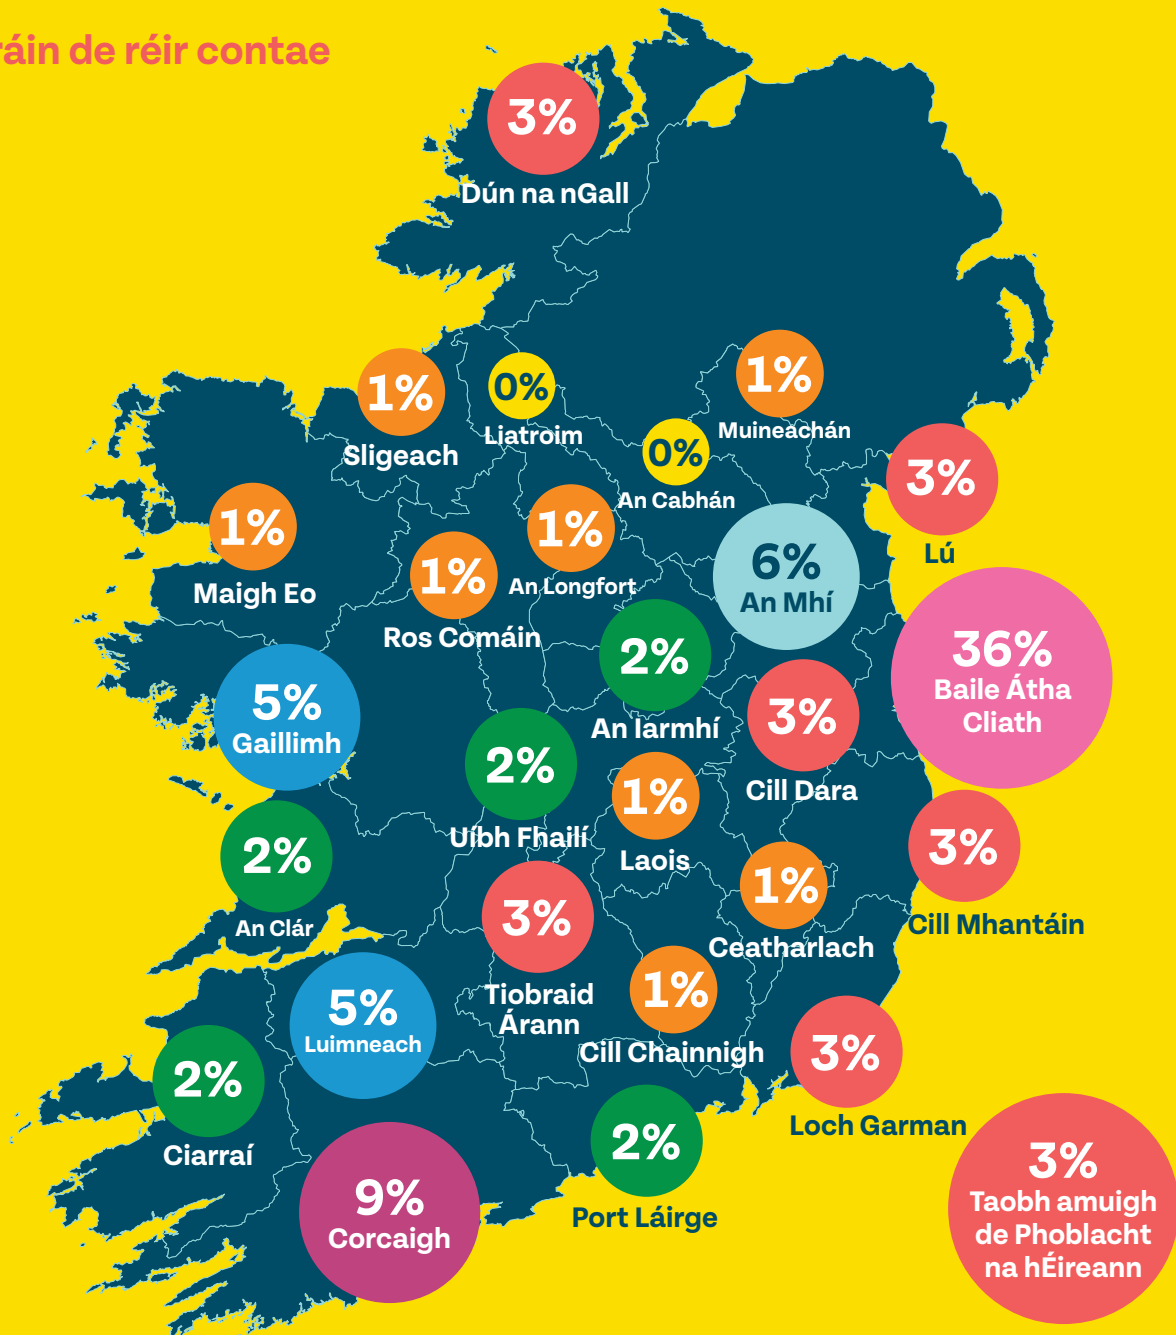 ráin de réir contae
3%
Dún na nGall
1%
Sligeach
0%
Liatroim
1%
Muineachán
0%
An Cabhán
3%
Lú
1%
Maigh Eo
1%
Ros Comáin
1%
An Longfort
6%
An Mhí
36%
Baile Átha
Cliath
5%
Gaillimh
2%
An Iarmhí
3%
Cill Dara
2%
Uíbh Fhailí
1%
Laois
2%
An Clár
3%
Cill Mhantáin
1%
Ceatharlach
3%
Tiobraid
Árann
1%
Cill Chainnigh
5%
Luimneach
3%
Loch Garman
2%
Ciarraí
2%
Port Láirge
9%
Corcaigh
3%
Taobh amuigh
de Phoblacht
na hÉireann